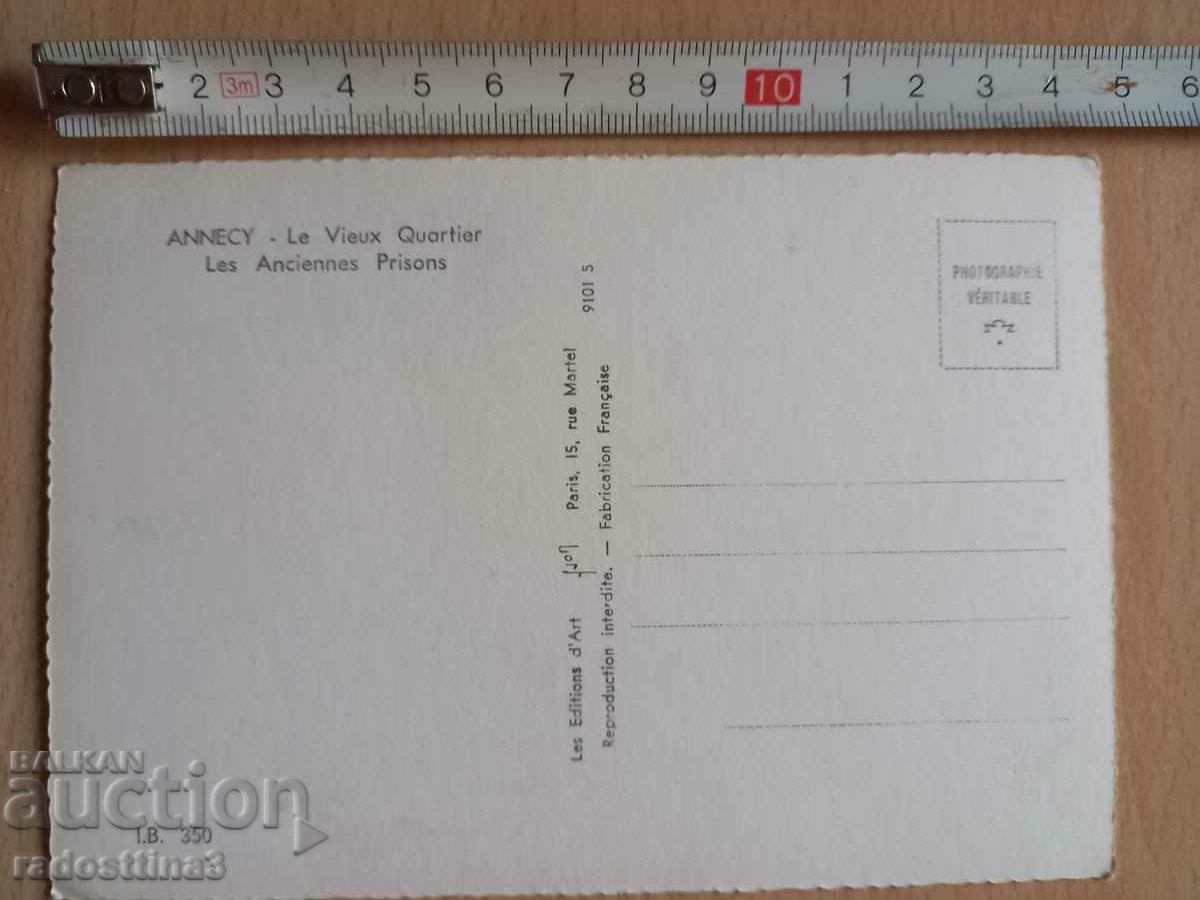 2 3m 3 4 5 6 7 8 9 10 1 2 3 4 5 6
ANNECY - Le Vieux Quartier
Les Anciennes Prisons
PHOTOGRAPHIE
VÉRITABLE
Les Editions d'Art Yvon Paris, 15, rue Martel 9101 5
Reproduction interdite. — Fabrication Française
I.B. 350
BALKAN
auction
radosttina3